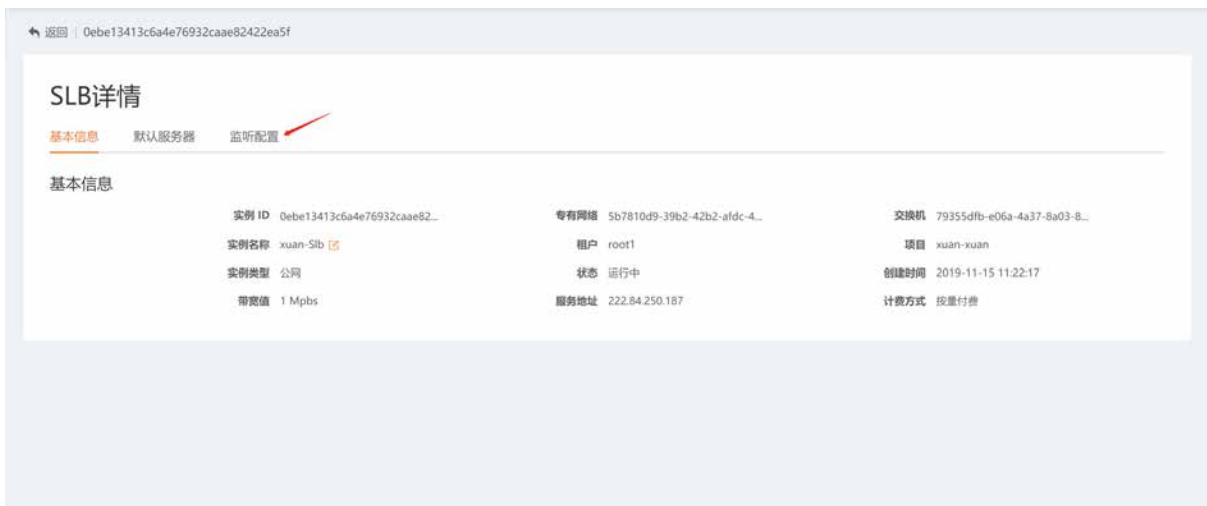 返回 | 0ebe13413c6a4e76932caae82422ea5f
SLB详情
基本信息 默认服务器 监听配置
基本信息
实例 ID 0ebe13413c6a4e76932caae82... 专有网络 5b7810d9-39b2-42b2-afdc-4... 交换机 79355dfb-e06a-4a37-8a03-8...
实例名称 xuan-Slb 租户 root1 项目 xuan-xuan
实例类型 公网 状态 运行中 创建时间 2019-11-15 11:22:17
带宽值 1 Mpbs 服务地址 222.84.250.187 计费方式 按量付费